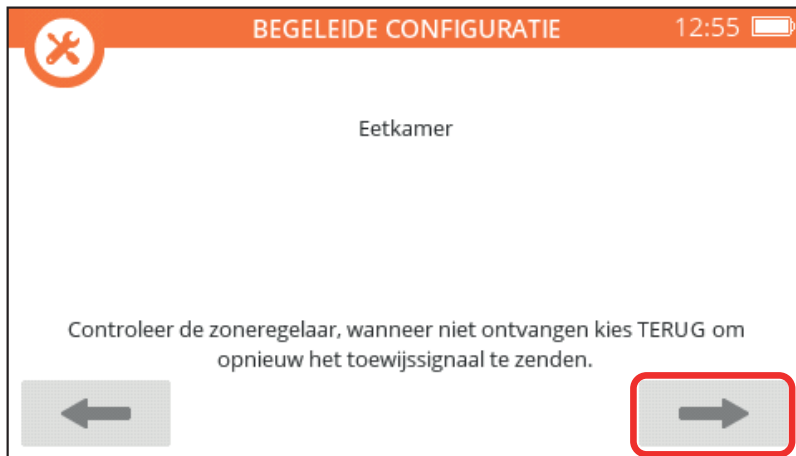 BEGELEIDE CONFIGURATIE 12:55
Eetkamer
Controleer de zoneregelaar, wanneer niet ontvangen kies TERUG om
opnieuw het toewijssignaal te zenden.